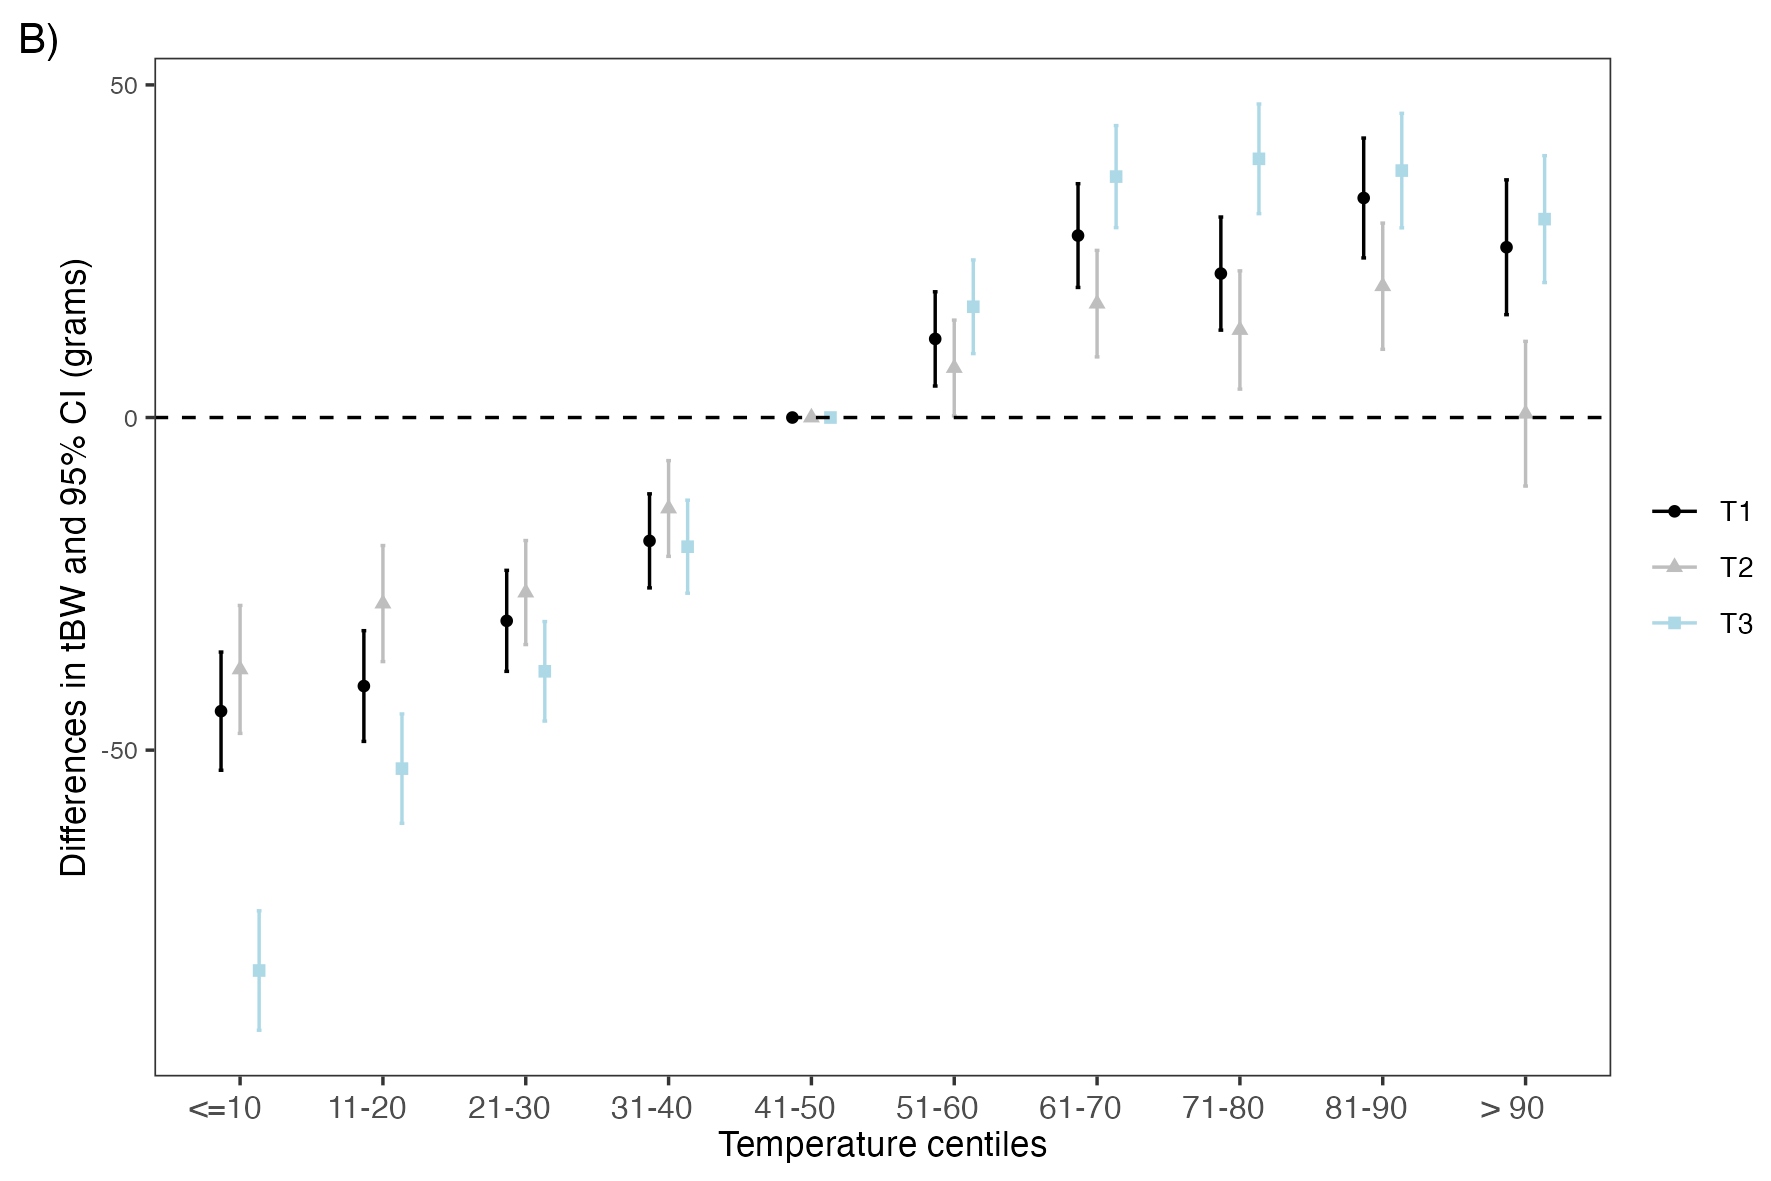 B)
Differences in tBW and 95% CI (grams)
50
0
-50
<=10 11-20 21-30 31-40 41-50 51-60 61-70 71-80 81-90 > 90
Temperature centiles
T1
T2
T3